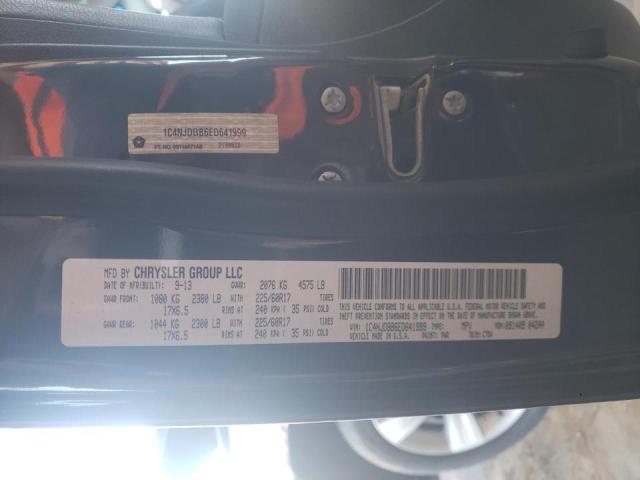 1C4NJDBB6ED641999
MFD BY CHRYSLER GROUP LLC
DATE OF MFR(BUILT): 9-13 GVWR: 2076 KG 4575 LB
GAWR FRONT: 1080 KG 2380 LB WITH 225/60R17 TIRES
17X6.5 RIMS AT 240 KPA ( 35 PSI) COLD
GAWR REAR: 1044 KG 2300 LB WITH 225/60R17 TIRES
17X6.5 RIMS AT 240 KPA ( 35 PSI) COLD
THIS VEHICLE CONFORMS TO ALL APPLICABLE U.S.A. FEDERAL MOTOR VEHICLE SAFETY, BUMPER, AND
THEFT PREVENTION STANDARDS IN EFFECT ON THE DATE OF MANUFACTURE SHOWN ABOVE.
VIN: 1C4NJDBB6ED641999 TYPE: MPV
VEHICLE MADE IN U.S.A. PAINT: PAR TRIM: